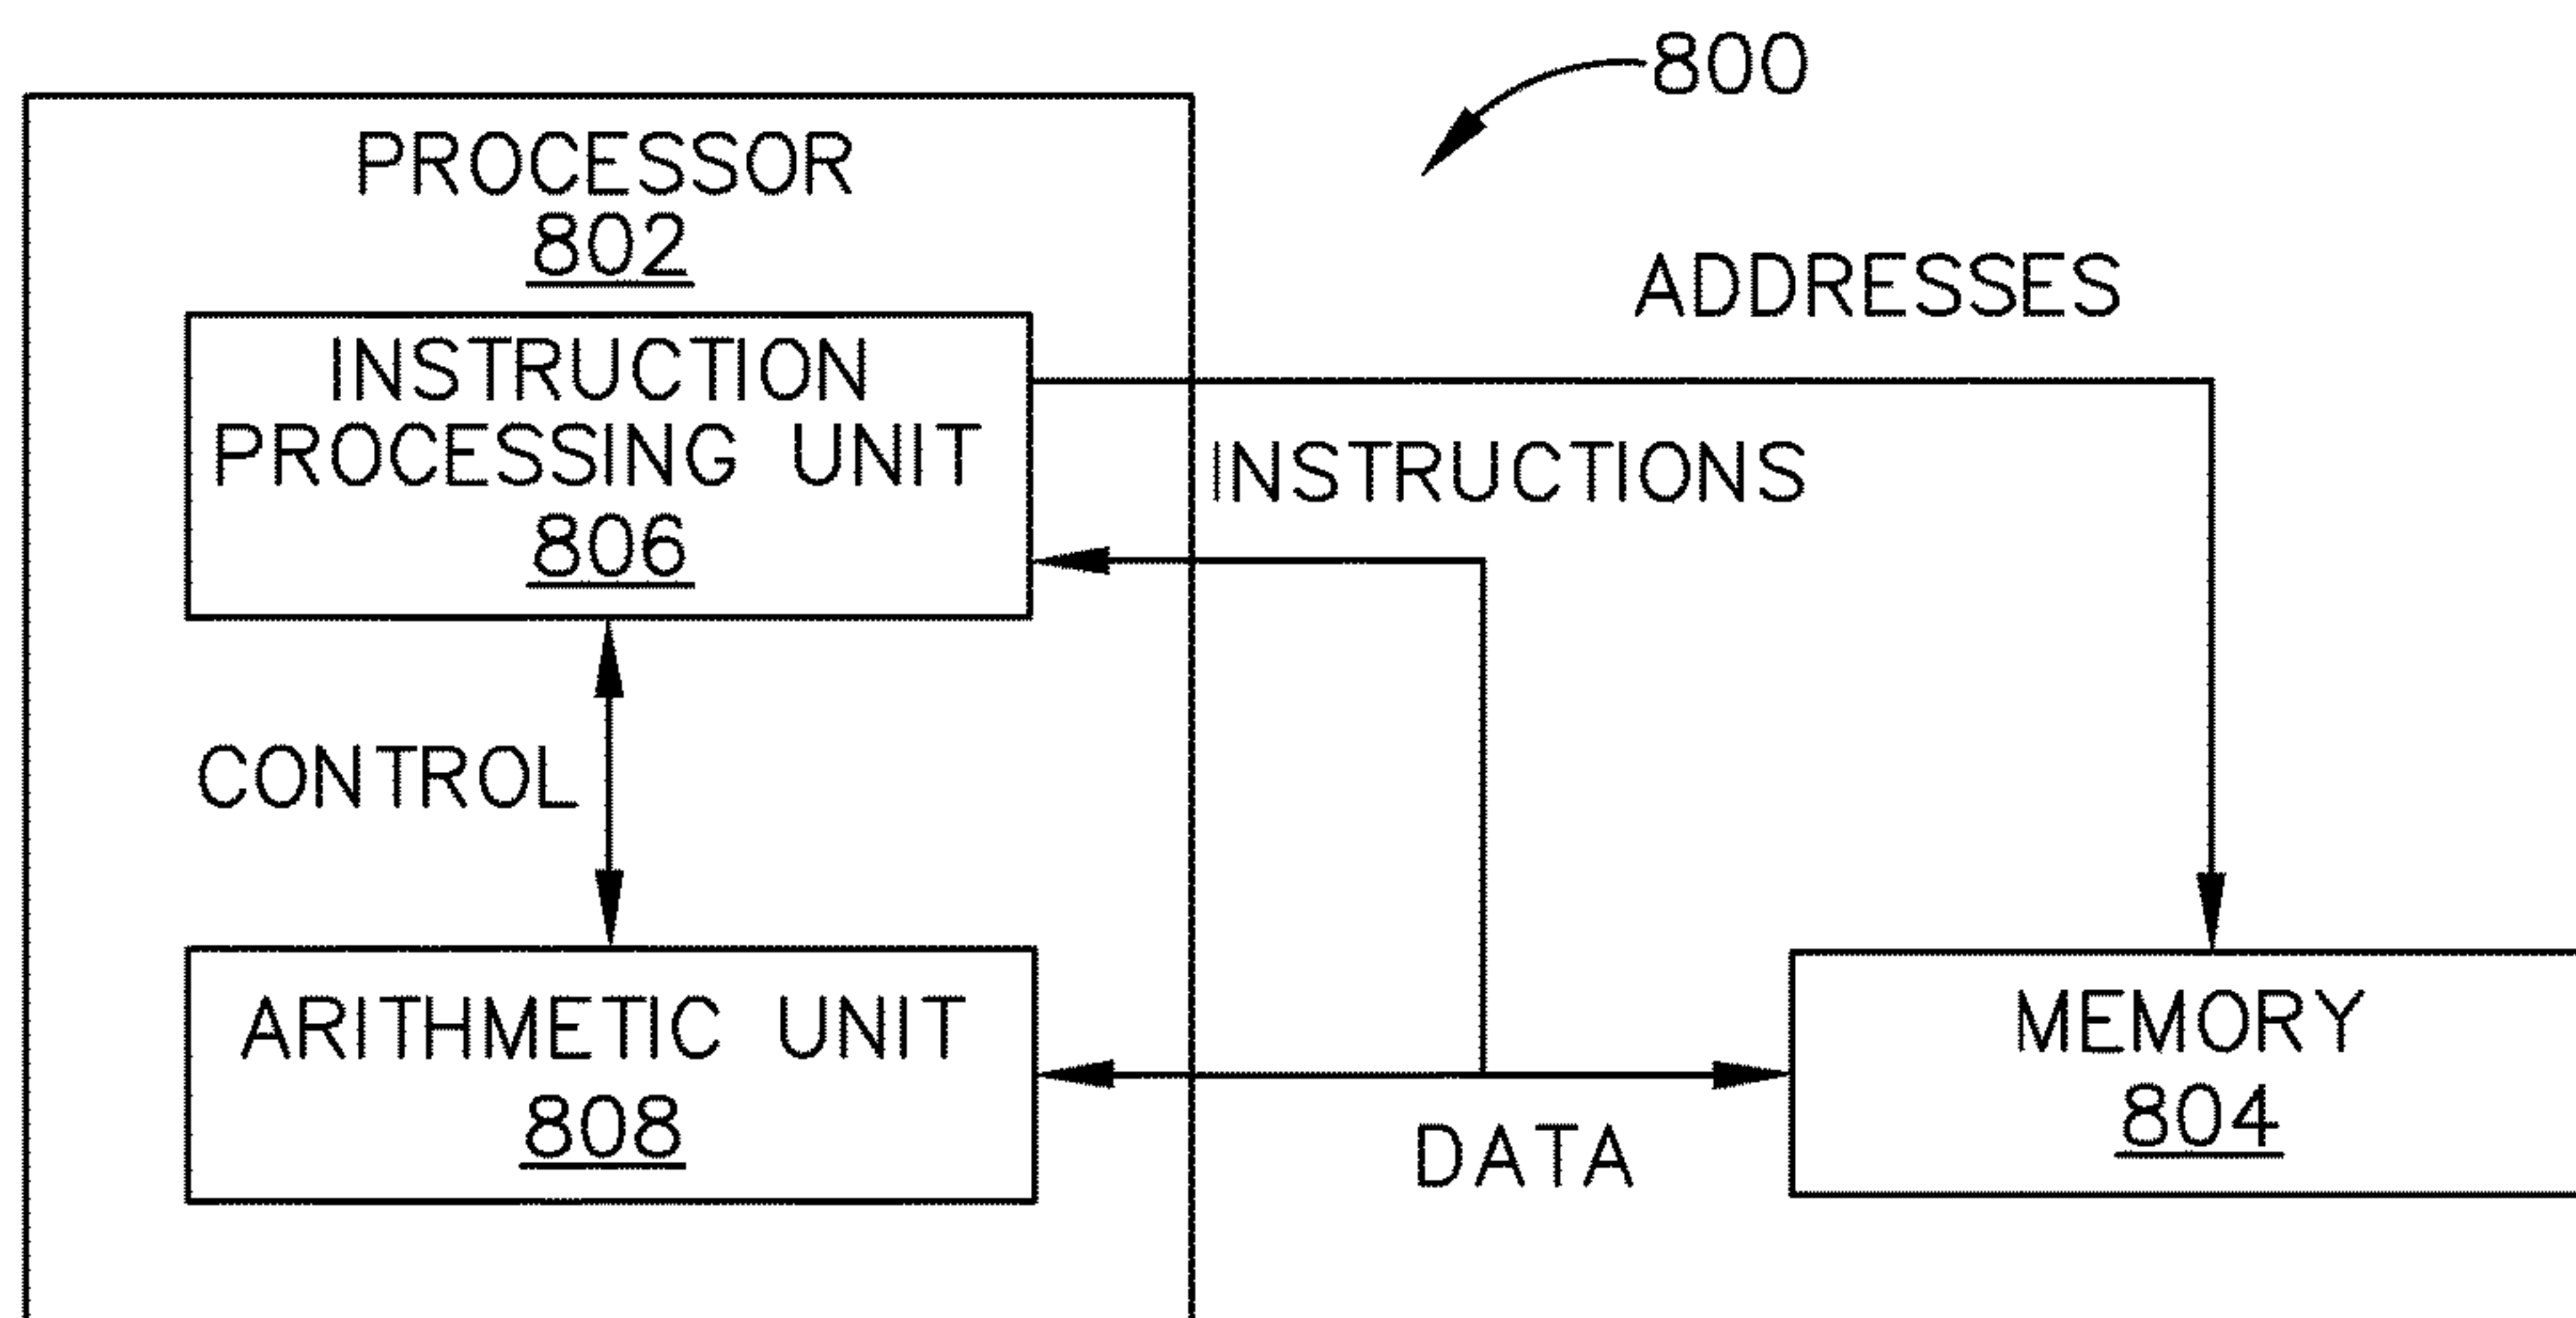 800
PROCESSOR
802
ADDRESSES
INSTRUCTION
PROCESSING UNIT
806
INSTRUCTIONS
CONTROL
ARITHMETIC UNIT
808
DATA
MEMORY
804